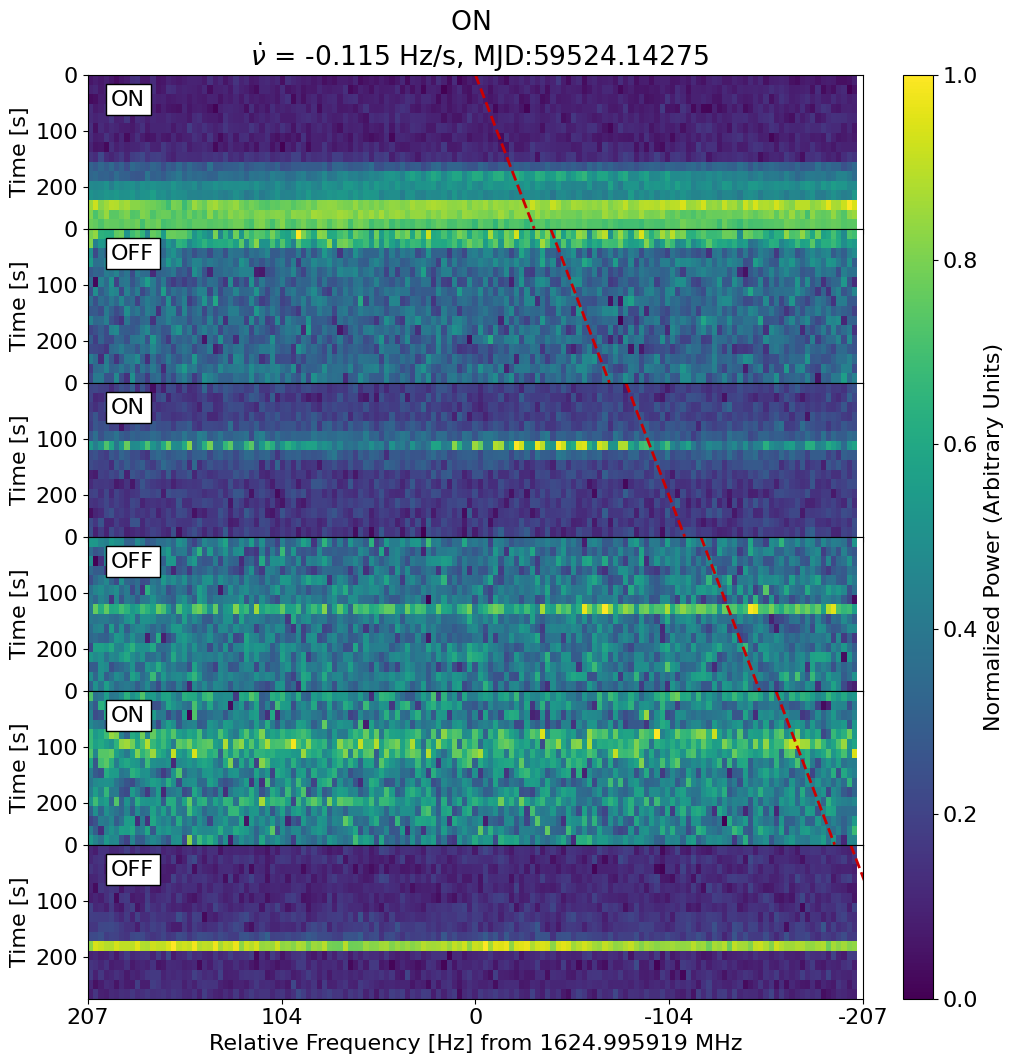 ON
ν̇ = -0.115 Hz/s, MJD:59524.14275
0
ON
100
200
Time [s]
0
OFF
100
200
Time [s]
0
ON
100
200
Time [s]
0
OFF
100
200
Time [s]
0
ON
100
200
Time [s]
0
OFF
100
200
Time [s]
207 104 0 -104 -207
Relative Frequency [Hz] from 1624.995919 MHz
1.0
0.8
0.6
0.4
0.2
0.0
Normalized Power (Arbitrary Units)